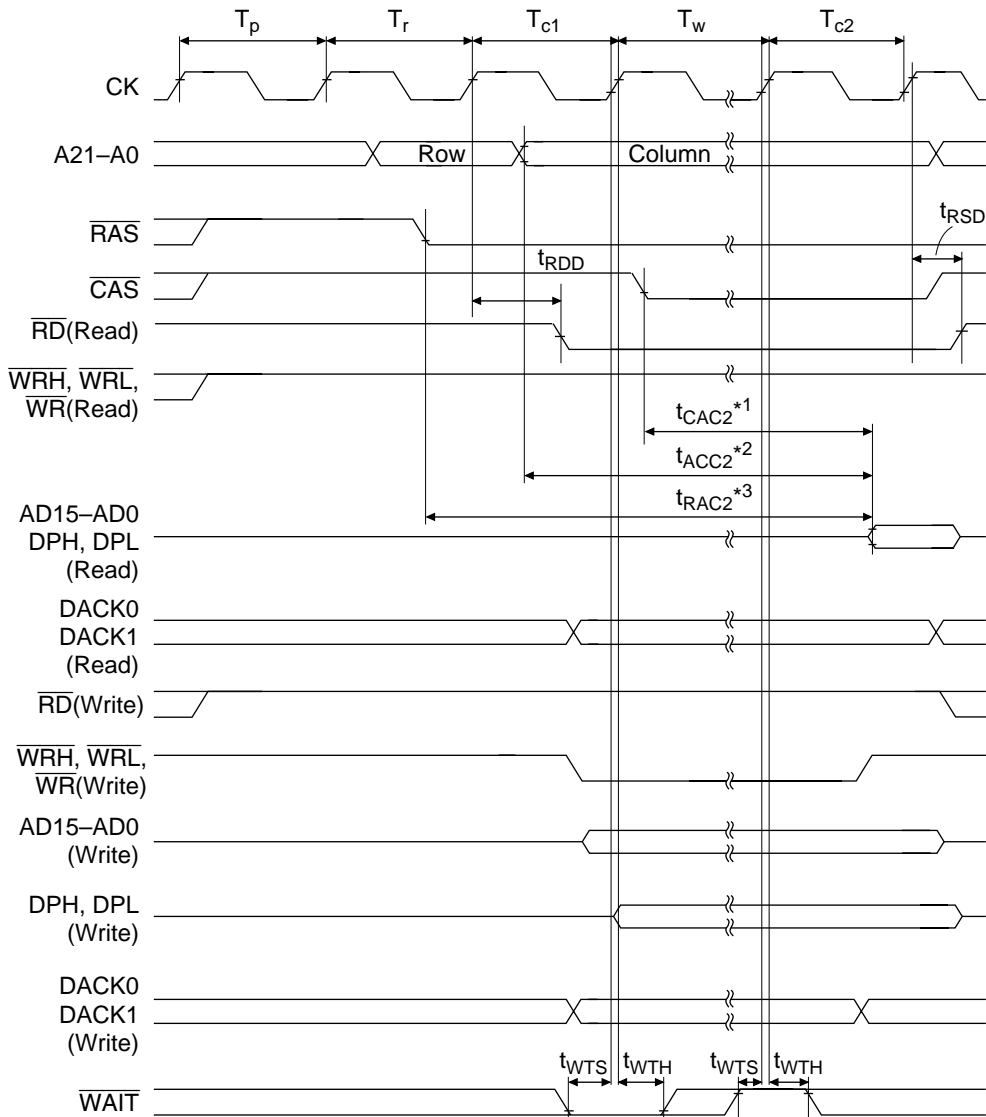 Tp Tr Tc1 Tw Tc2
CK
A21–A0 Row Column
RAS tRSD
CAS tRDD
RD(Read)
WRH, WRL,
WR(Read)
tCAC2*1
tACC2*2
tRAC2*3
AD15–AD0
DPH, DPL
(Read)
DACK0
DACK1
(Read)
RD(Write)
WRH, WRL,
WR(Write)
AD15–AD0
(Write)
DPH, DPL
(Write)
DACK0
DACK1
(Write)
tWTS tWTH tWTS tWTH
WAIT